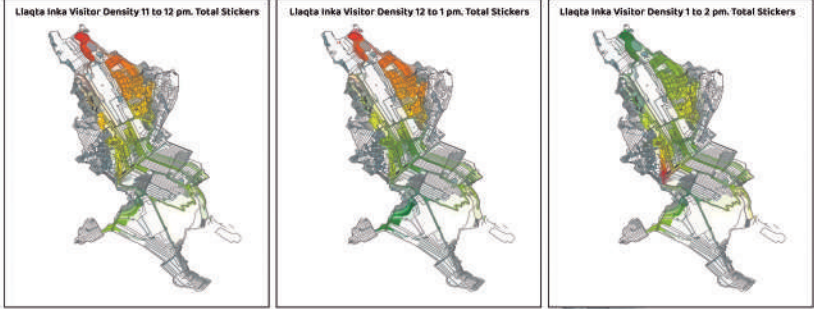 Llaqta Inka Visitor Density 11 to 12 pm. Total Stickers
Llaqta Inka Visitor Density 12 to 1 pm. Total Stickers
Llaqta Inka Visitor Density 1 to 2 pm. Total Stickers